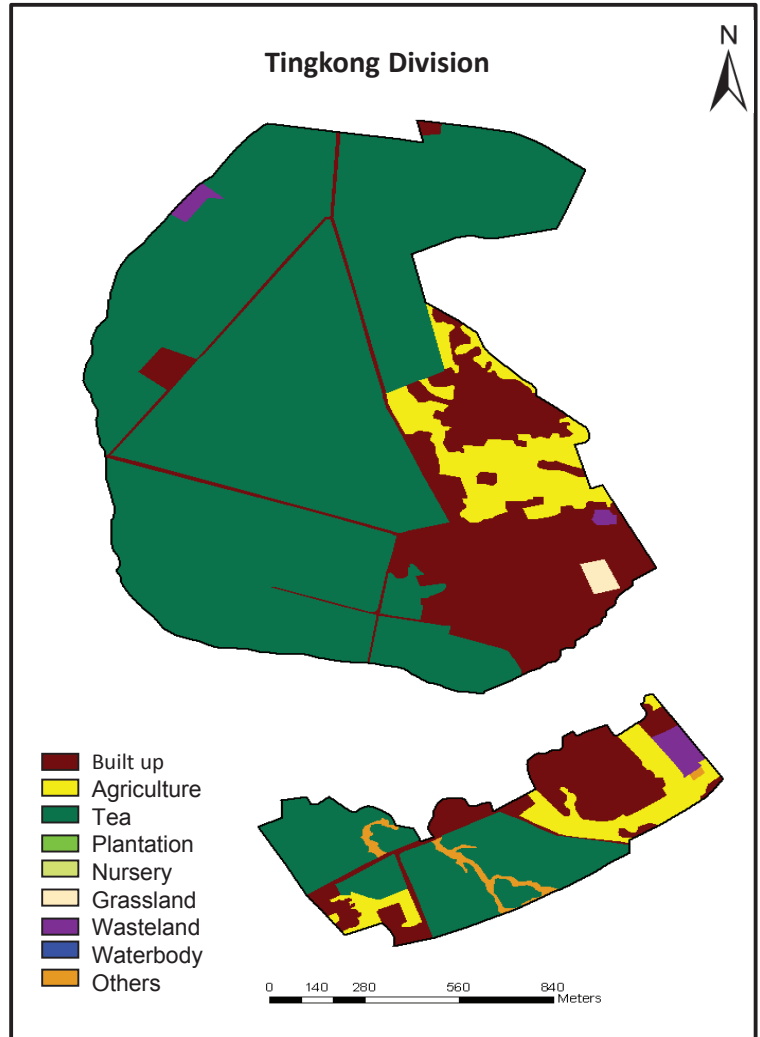 Tingkong Division
N
Built up
Agriculture
Tea
Plantation
Nursery
Grassland
Wasteland
Waterbody
Others
0 140 280 560 840
Meters